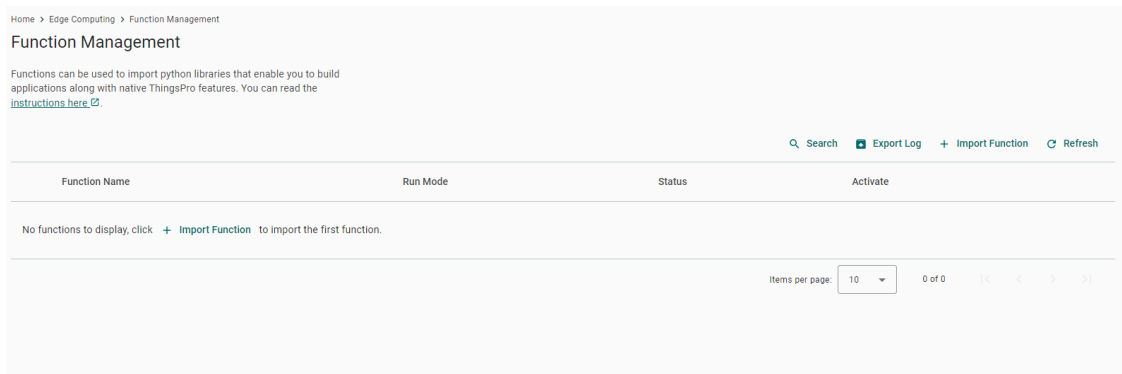 Home > Edge Computing > Function Management
Function Management
Functions can be used to import python libraries that enable you to build
applications along with native ThingsPro features. You can read the
instructions here.
Search Export Log + Import Function Refresh
Function Name Run Mode Status Activate
No functions to display, click + Import Function to import the first function.
Items per page: 10 0 of 0